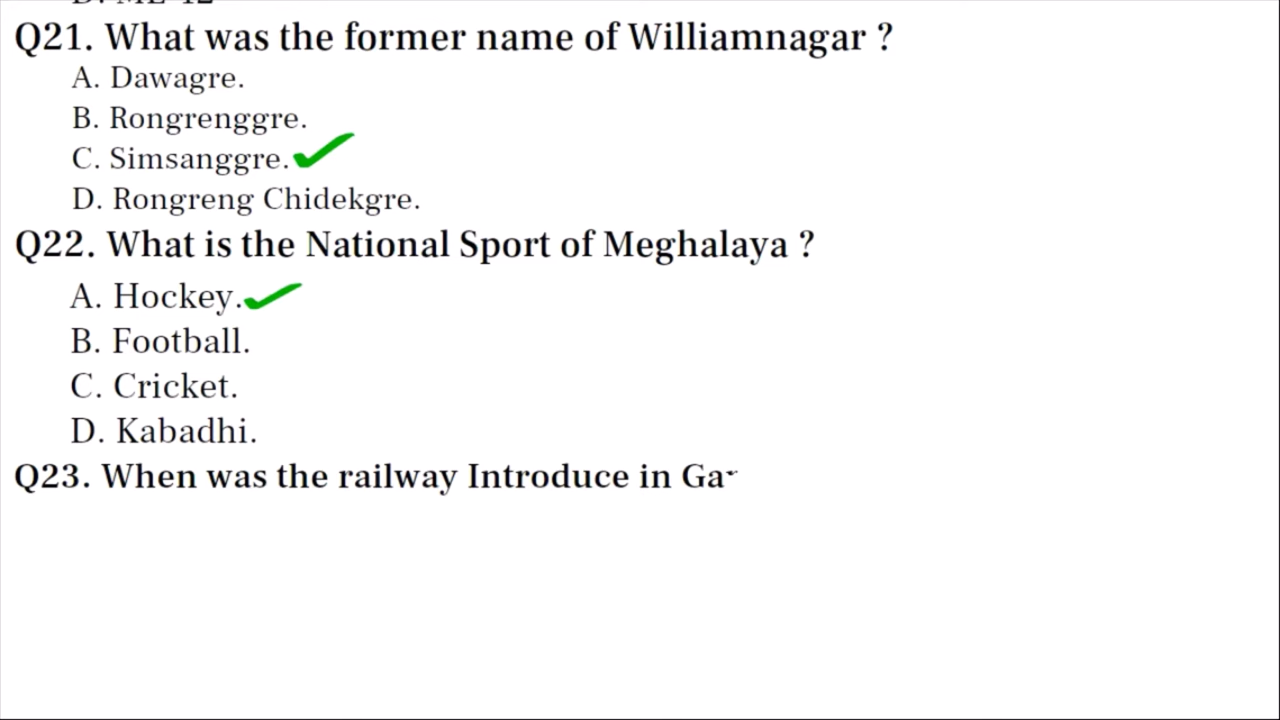 Q21. What was the former name of Williamnagar ?
A. Dawagre.
B. Rongrenggre.
C. Simsanggre.
D. Rongreng Chidekgre.
Q22. What is the National Sport of Meghalaya ?
A. Hockey.
B. Football.
C. Cricket.
D. Kabadhi.
Q23. When was the railway Introduce in